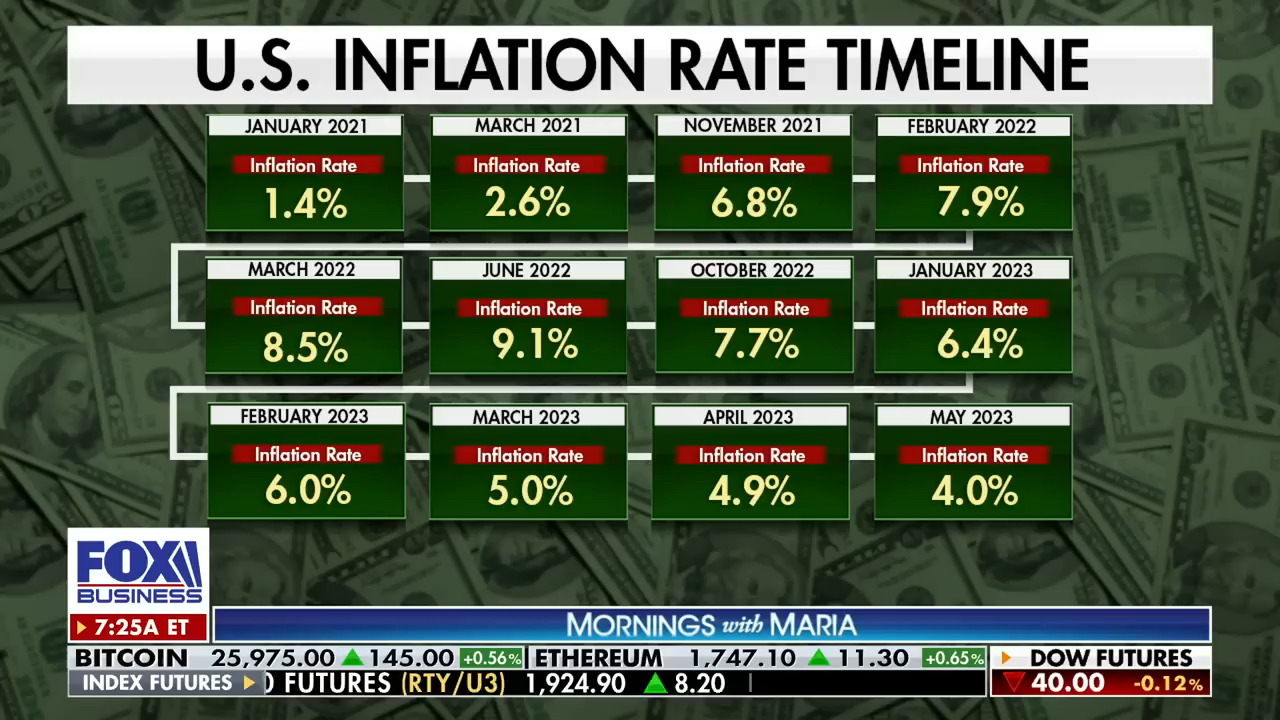 U.S. INFLATION RATE TIMELINE
JANUARY 2021
Inflation Rate
1.4%
MARCH 2021
Inflation Rate
2.6%
NOVEMBER 2021
Inflation Rate
6.8%
FEBRUARY 2022
Inflation Rate
7.9%
MARCH 2022
Inflation Rate
8.5%
JUNE 2022
Inflation Rate
9.1%
OCTOBER 2022
Inflation Rate
7.7%
JANUARY 2023
Inflation Rate
6.4%
FEBRUARY 2023
Inflation Rate
6.0%
MARCH 2023
Inflation Rate
5.0%
APRIL 2023
Inflation Rate
4.9%
MAY 2023
Inflation Rate
4.0%
FOX
BUSINESS
7:25A ET
MORNINGS with MARIA
BITCOIN 25,975.00 ▲ 145.00 +0.56% ETHEREUM 1,747.10 ▲ 11.30 +0.65%
DOW FUTURES
INDEX FUTURES FUTURES (RTY/U3) 1,924.90 ▲ 8.20
▼ 40.00 -0.12%